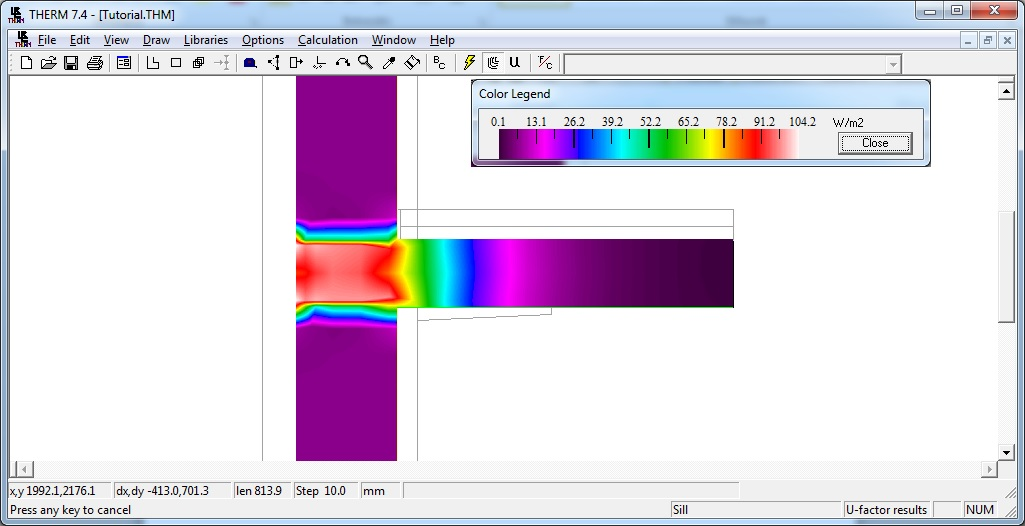 THERM 7.4 - [Tutorial.THM]
File Edit View Draw Libraries Options Calculation Window Help
Color Legend
0.1 13.1 26.2 39.2 52.2 65.2 78.2 91.2 104.2 W/m2
Close
x,y 1992.1,2176.1 dx,dy -413.0,701.3 len 813.9 Step 10.0 mm
Press any key to cancel Sill U-factor results NUM